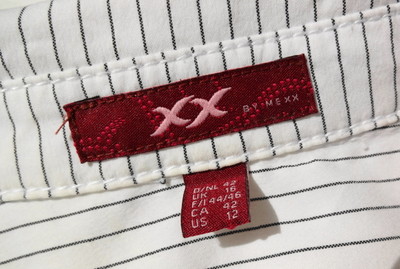 XX BY MEXX
D/NL 42
UK 16
F/I 44/46
CA 42
US 12